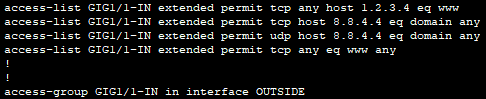 access-list GIG1/1-IN extended permit tcp any host 1.2.3.4 eq www
access-list GIG1/1-IN extended permit tcp host 8.8.4.4 eq domain any
access-list GIG1/1-IN extended permit udp host 8.8.4.4 eq domain any
access-list GIG1/1-IN extended permit tcp any eq www any
!
!
access-group GIG1/1-IN in interface OUTSIDE